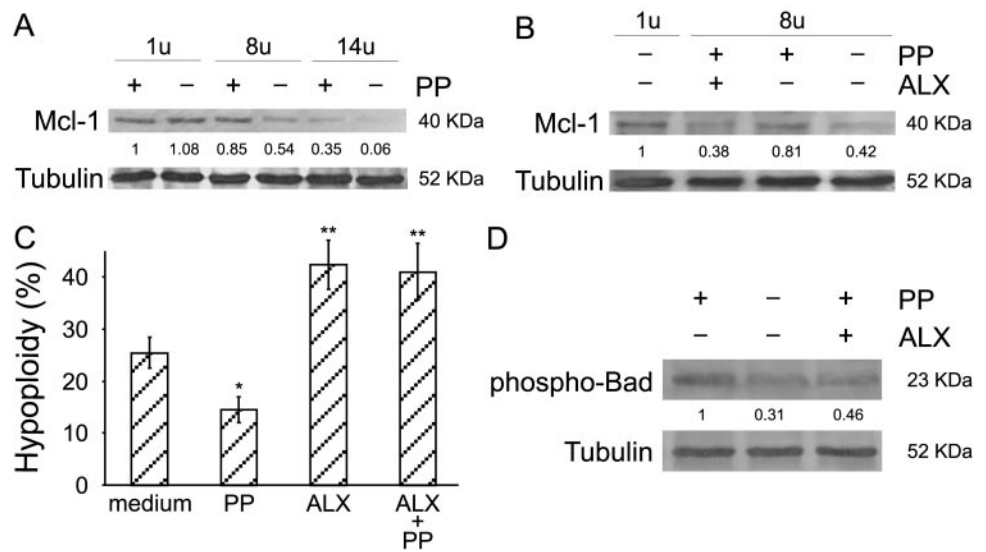 A
1u 8u 14u
+ − + − + − PP
Mcl-1 40 KDa
1 1.08 0.85 0.54 0.35 0.06
Tubulin 52 KDa
B
1u 8u
− + + − PP
− + − − ALX
Mcl-1 40 KDa
1 0.38 0.81 0.42
Tubulin 52 KDa
C
Hypoploidy (%)
40
30
20
10
0
* ** **
medium PP ALX ALX
+
PP
D
+ − + PP
− − + ALX
phospho-Bad 23 KDa
1 0.31 0.46
Tubulin 52 KDa